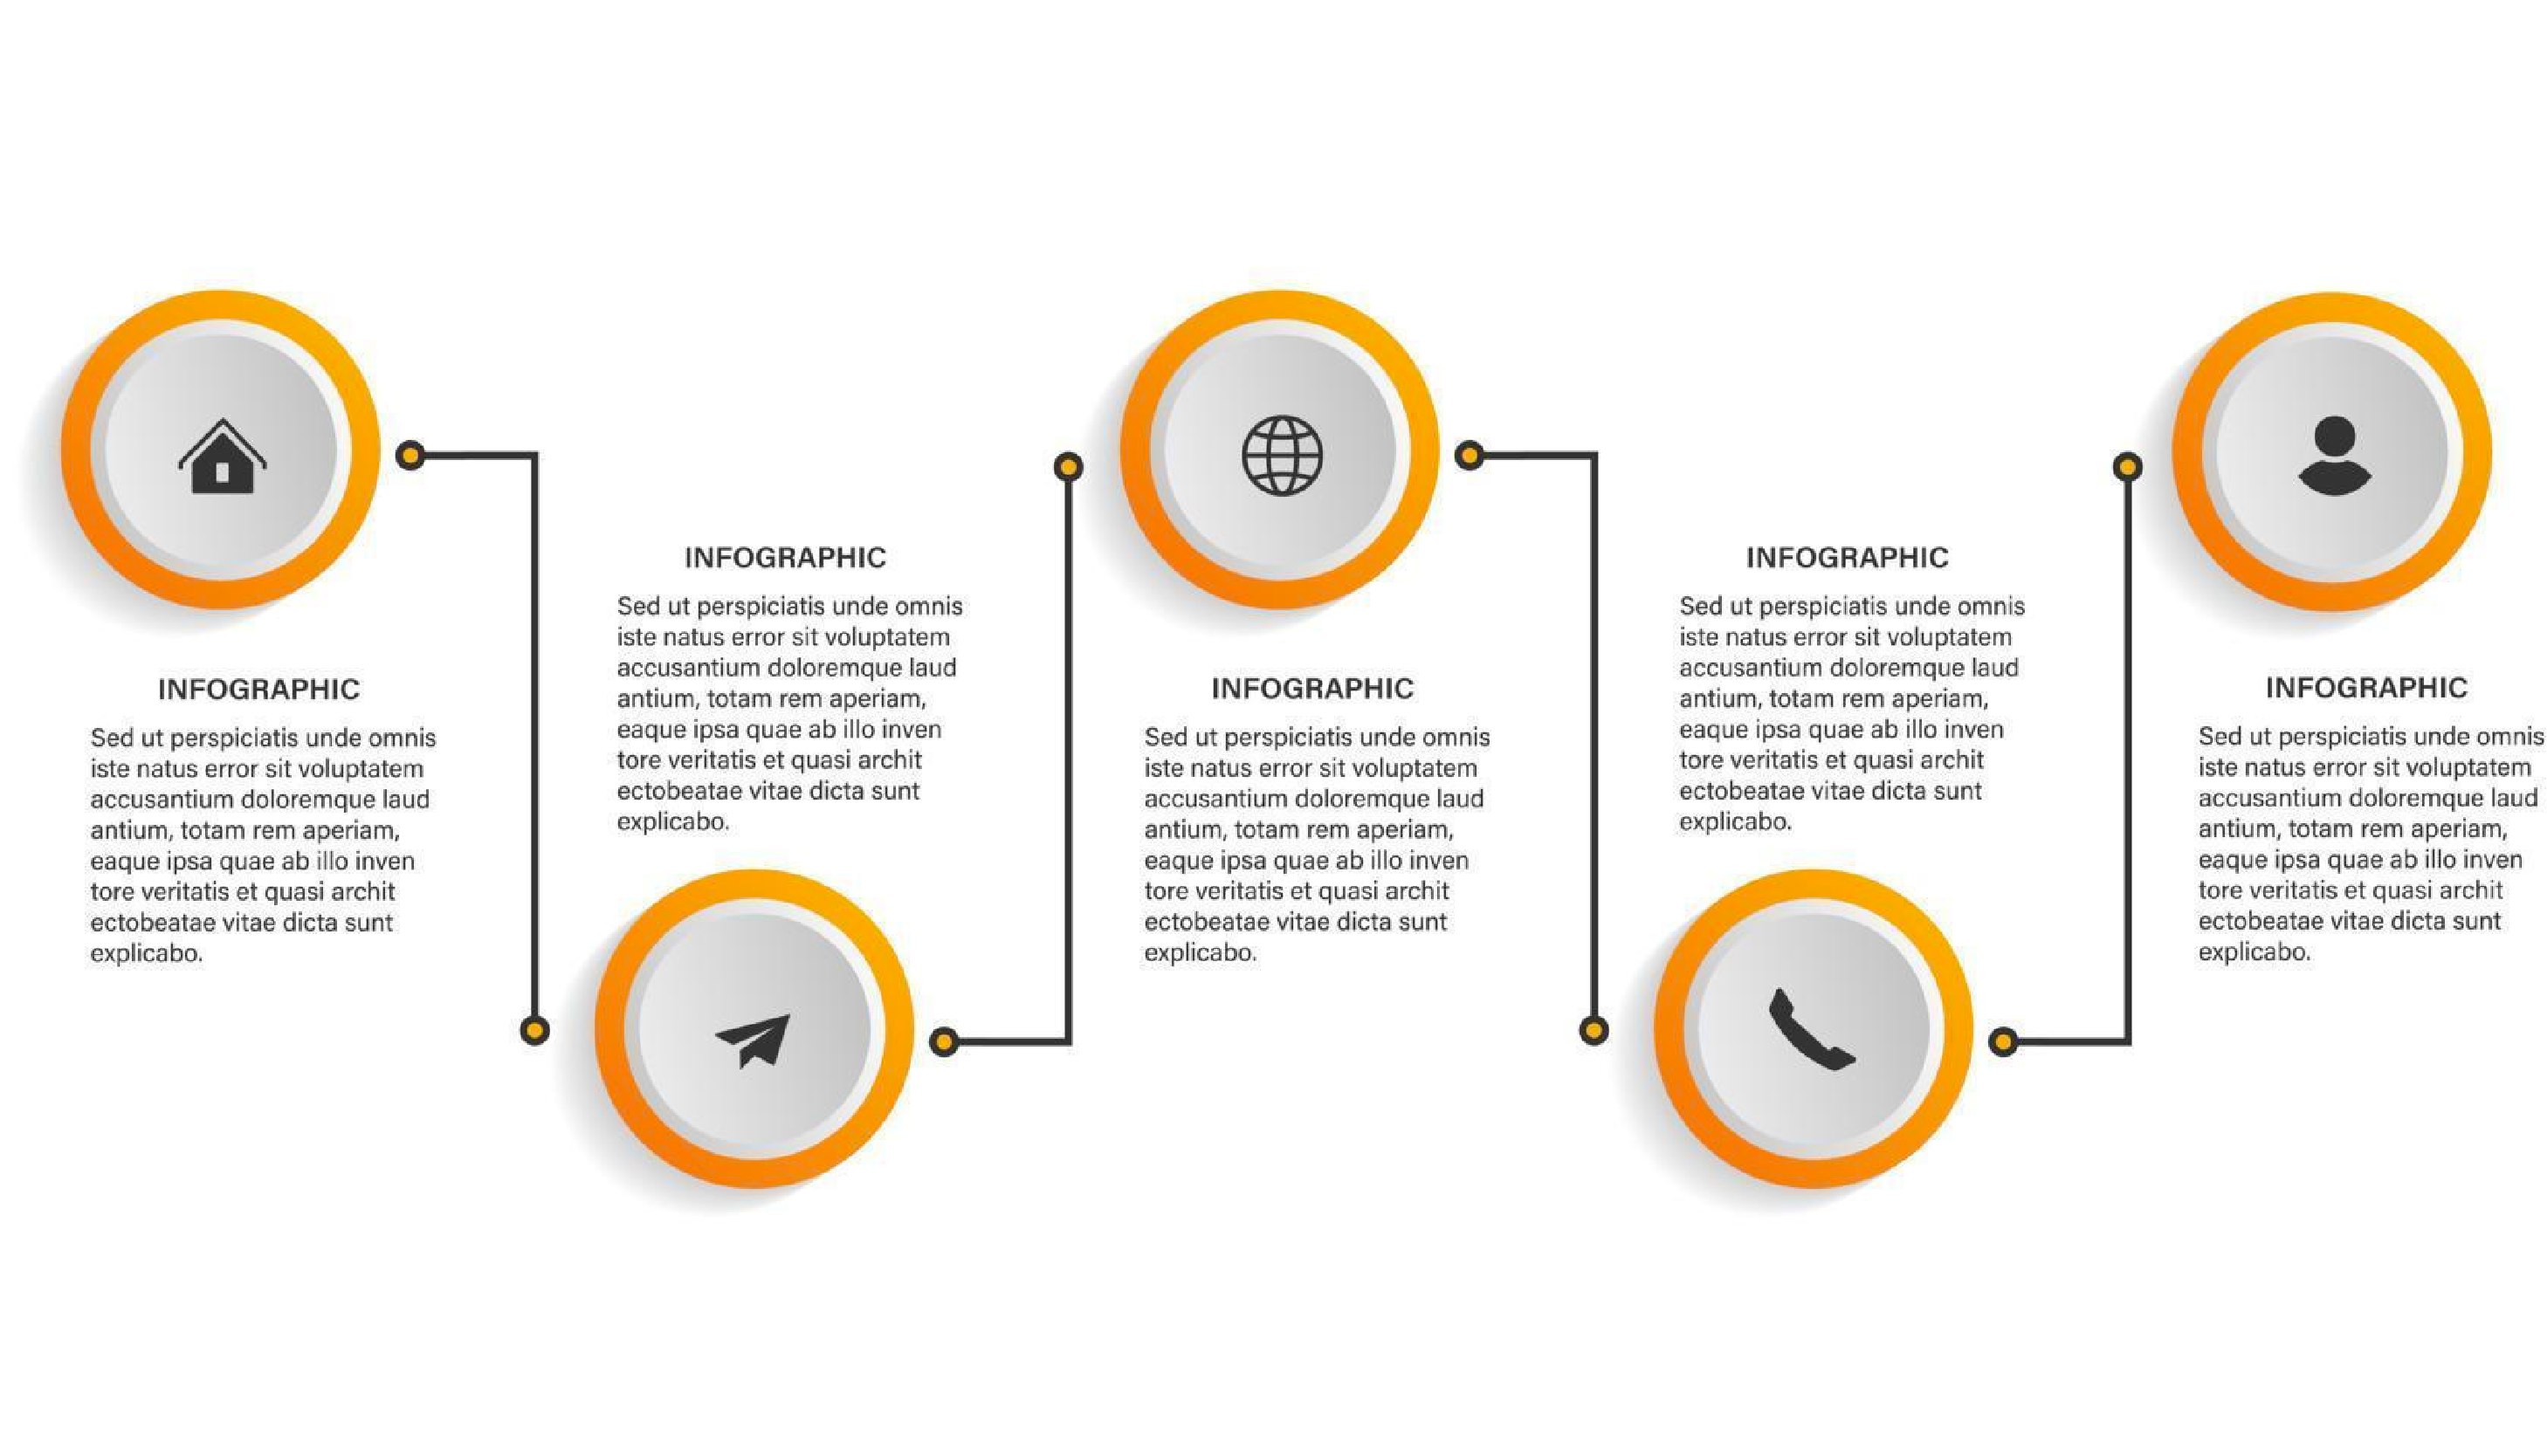 INFOGRAPHIC
Sed ut perspiciatis unde omnis
iste natus error sit voluptatem
accusantium doloremque laud
antium, totam rem aperiam,
eaque ipsa quae ab illo inven
tore veritatis et quasi archit
ectobeatae vitae dicta sunt
explicabo.
INFOGRAPHIC
Sed ut perspiciatis unde omnis
iste natus error sit voluptatem
accusantium doloremque laud
antium, totam rem aperiam,
eaque ipsa quae ab illo inven
tore veritatis et quasi archit
ectobeatae vitae dicta sunt
explicabo.
INFOGRAPHIC
Sed ut perspiciatis unde omnis
iste natus error sit voluptatem
accusantium doloremque laud
antium, totam rem aperiam,
eaque ipsa quae ab illo inven
tore veritatis et quasi archit
ectobeatae vitae dicta sunt
explicabo.
INFOGRAPHIC
Sed ut perspiciatis unde omnis
iste natus error sit voluptatem
accusantium doloremque laud
antium, totam rem aperiam,
eaque ipsa quae ab illo inven
tore veritatis et quasi archit
ectobeatae vitae dicta sunt
explicabo.
INFOGRAPHIC
Sed ut perspiciatis unde omnis
iste natus error sit voluptatem
accusantium doloremque laud
antium, totam rem aperiam,
eaque ipsa quae ab illo inven
tore veritatis et quasi archit
ectobeatae vitae dicta sunt
explicabo.